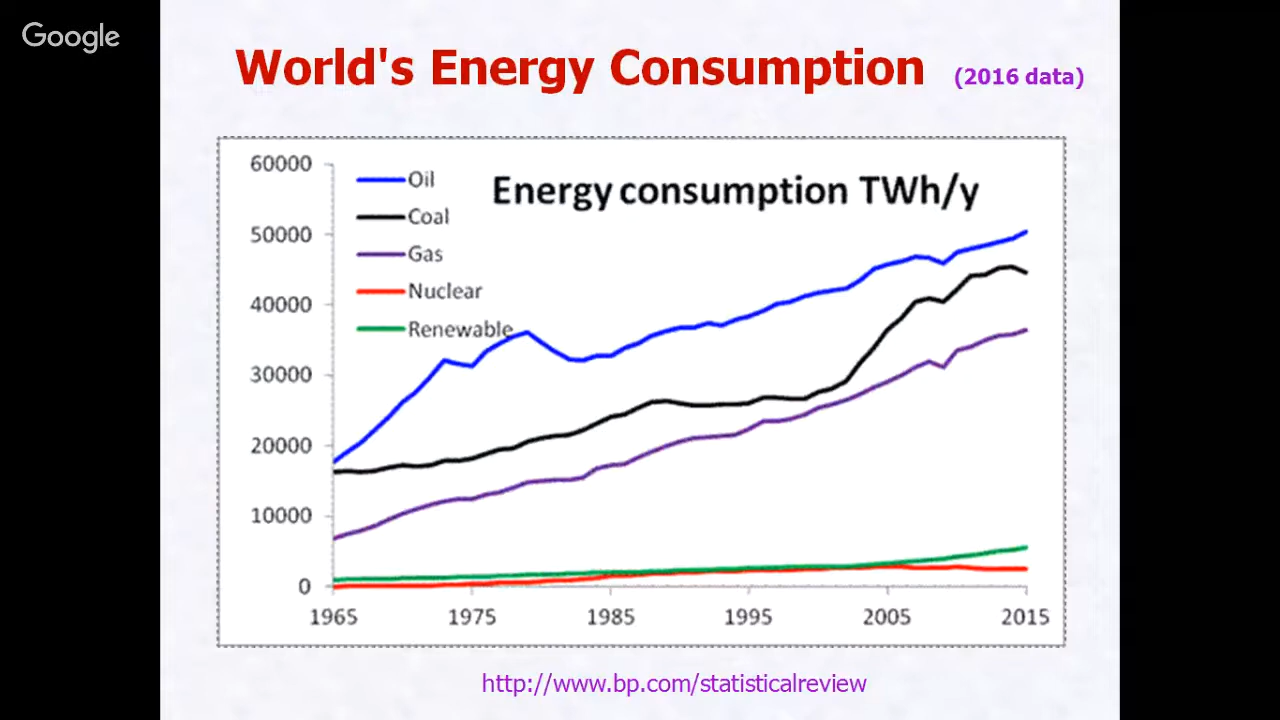 Google
World's Energy Consumption (2016 data)
Energy consumption TWh/y
Oil
Coal
Gas
Nuclear
Renewable
60000
50000
40000
30000
20000
10000
0
1965 1975 1985 1995 2005 2015
http://www.bp.com/statisticalreview